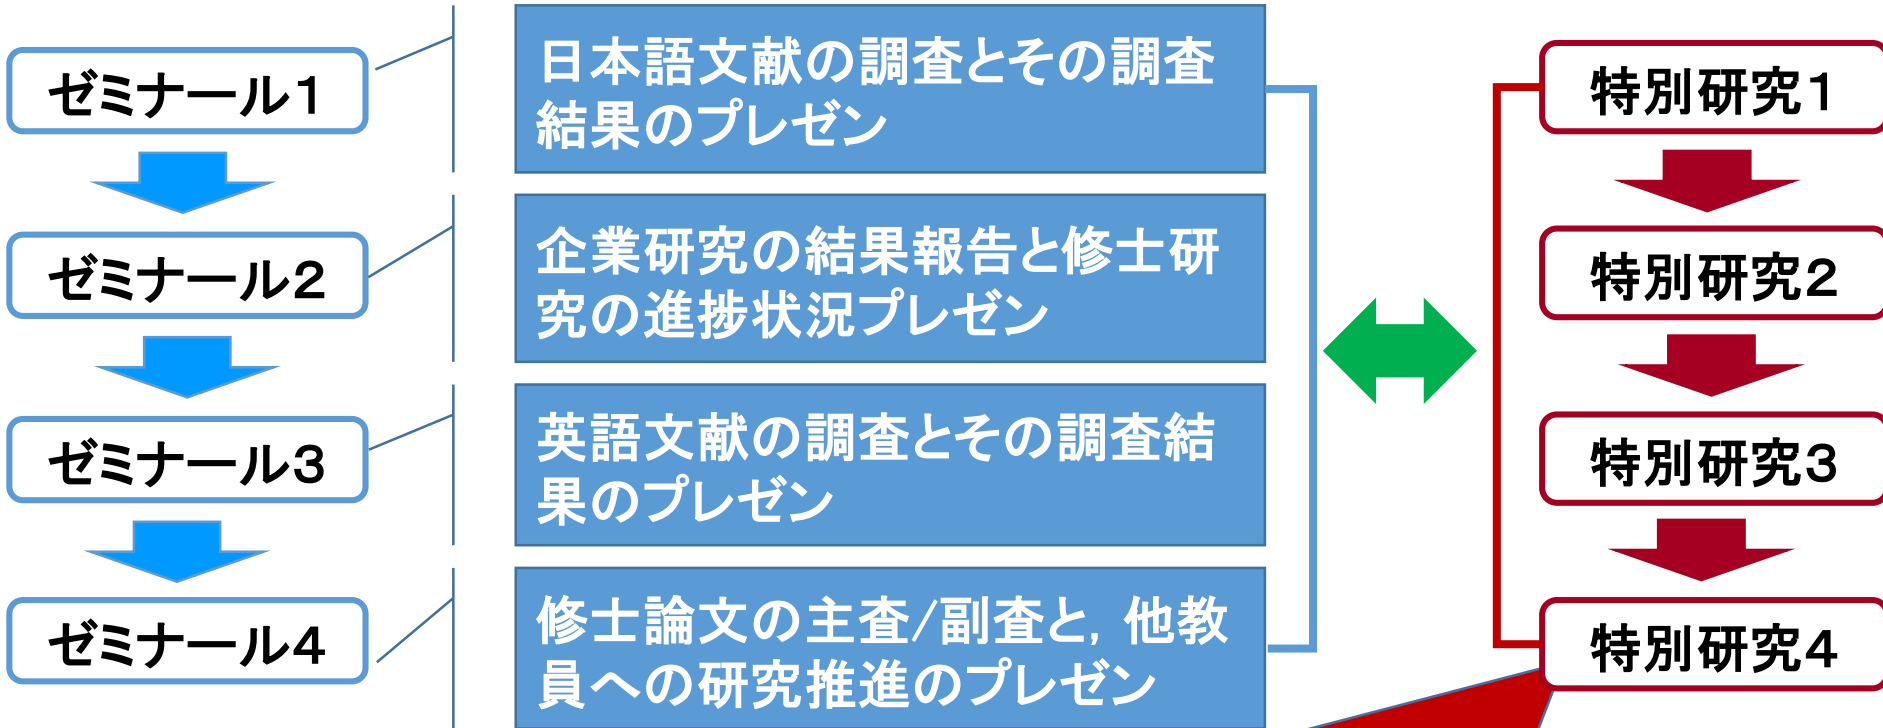 ゼミナール1
日本語文献の調査とその調査
結果のプレゼン
特別研究1
ゼミナール2
企業研究の結果報告と修士研
究の進捗状況プレゼン
特別研究2
ゼミナール3
英語文献の調査とその調査結
果のプレゼン
特別研究3
ゼミナール4
修士論文の主査/副査と, 他教
員への研究推進のプレゼン
特別研究4